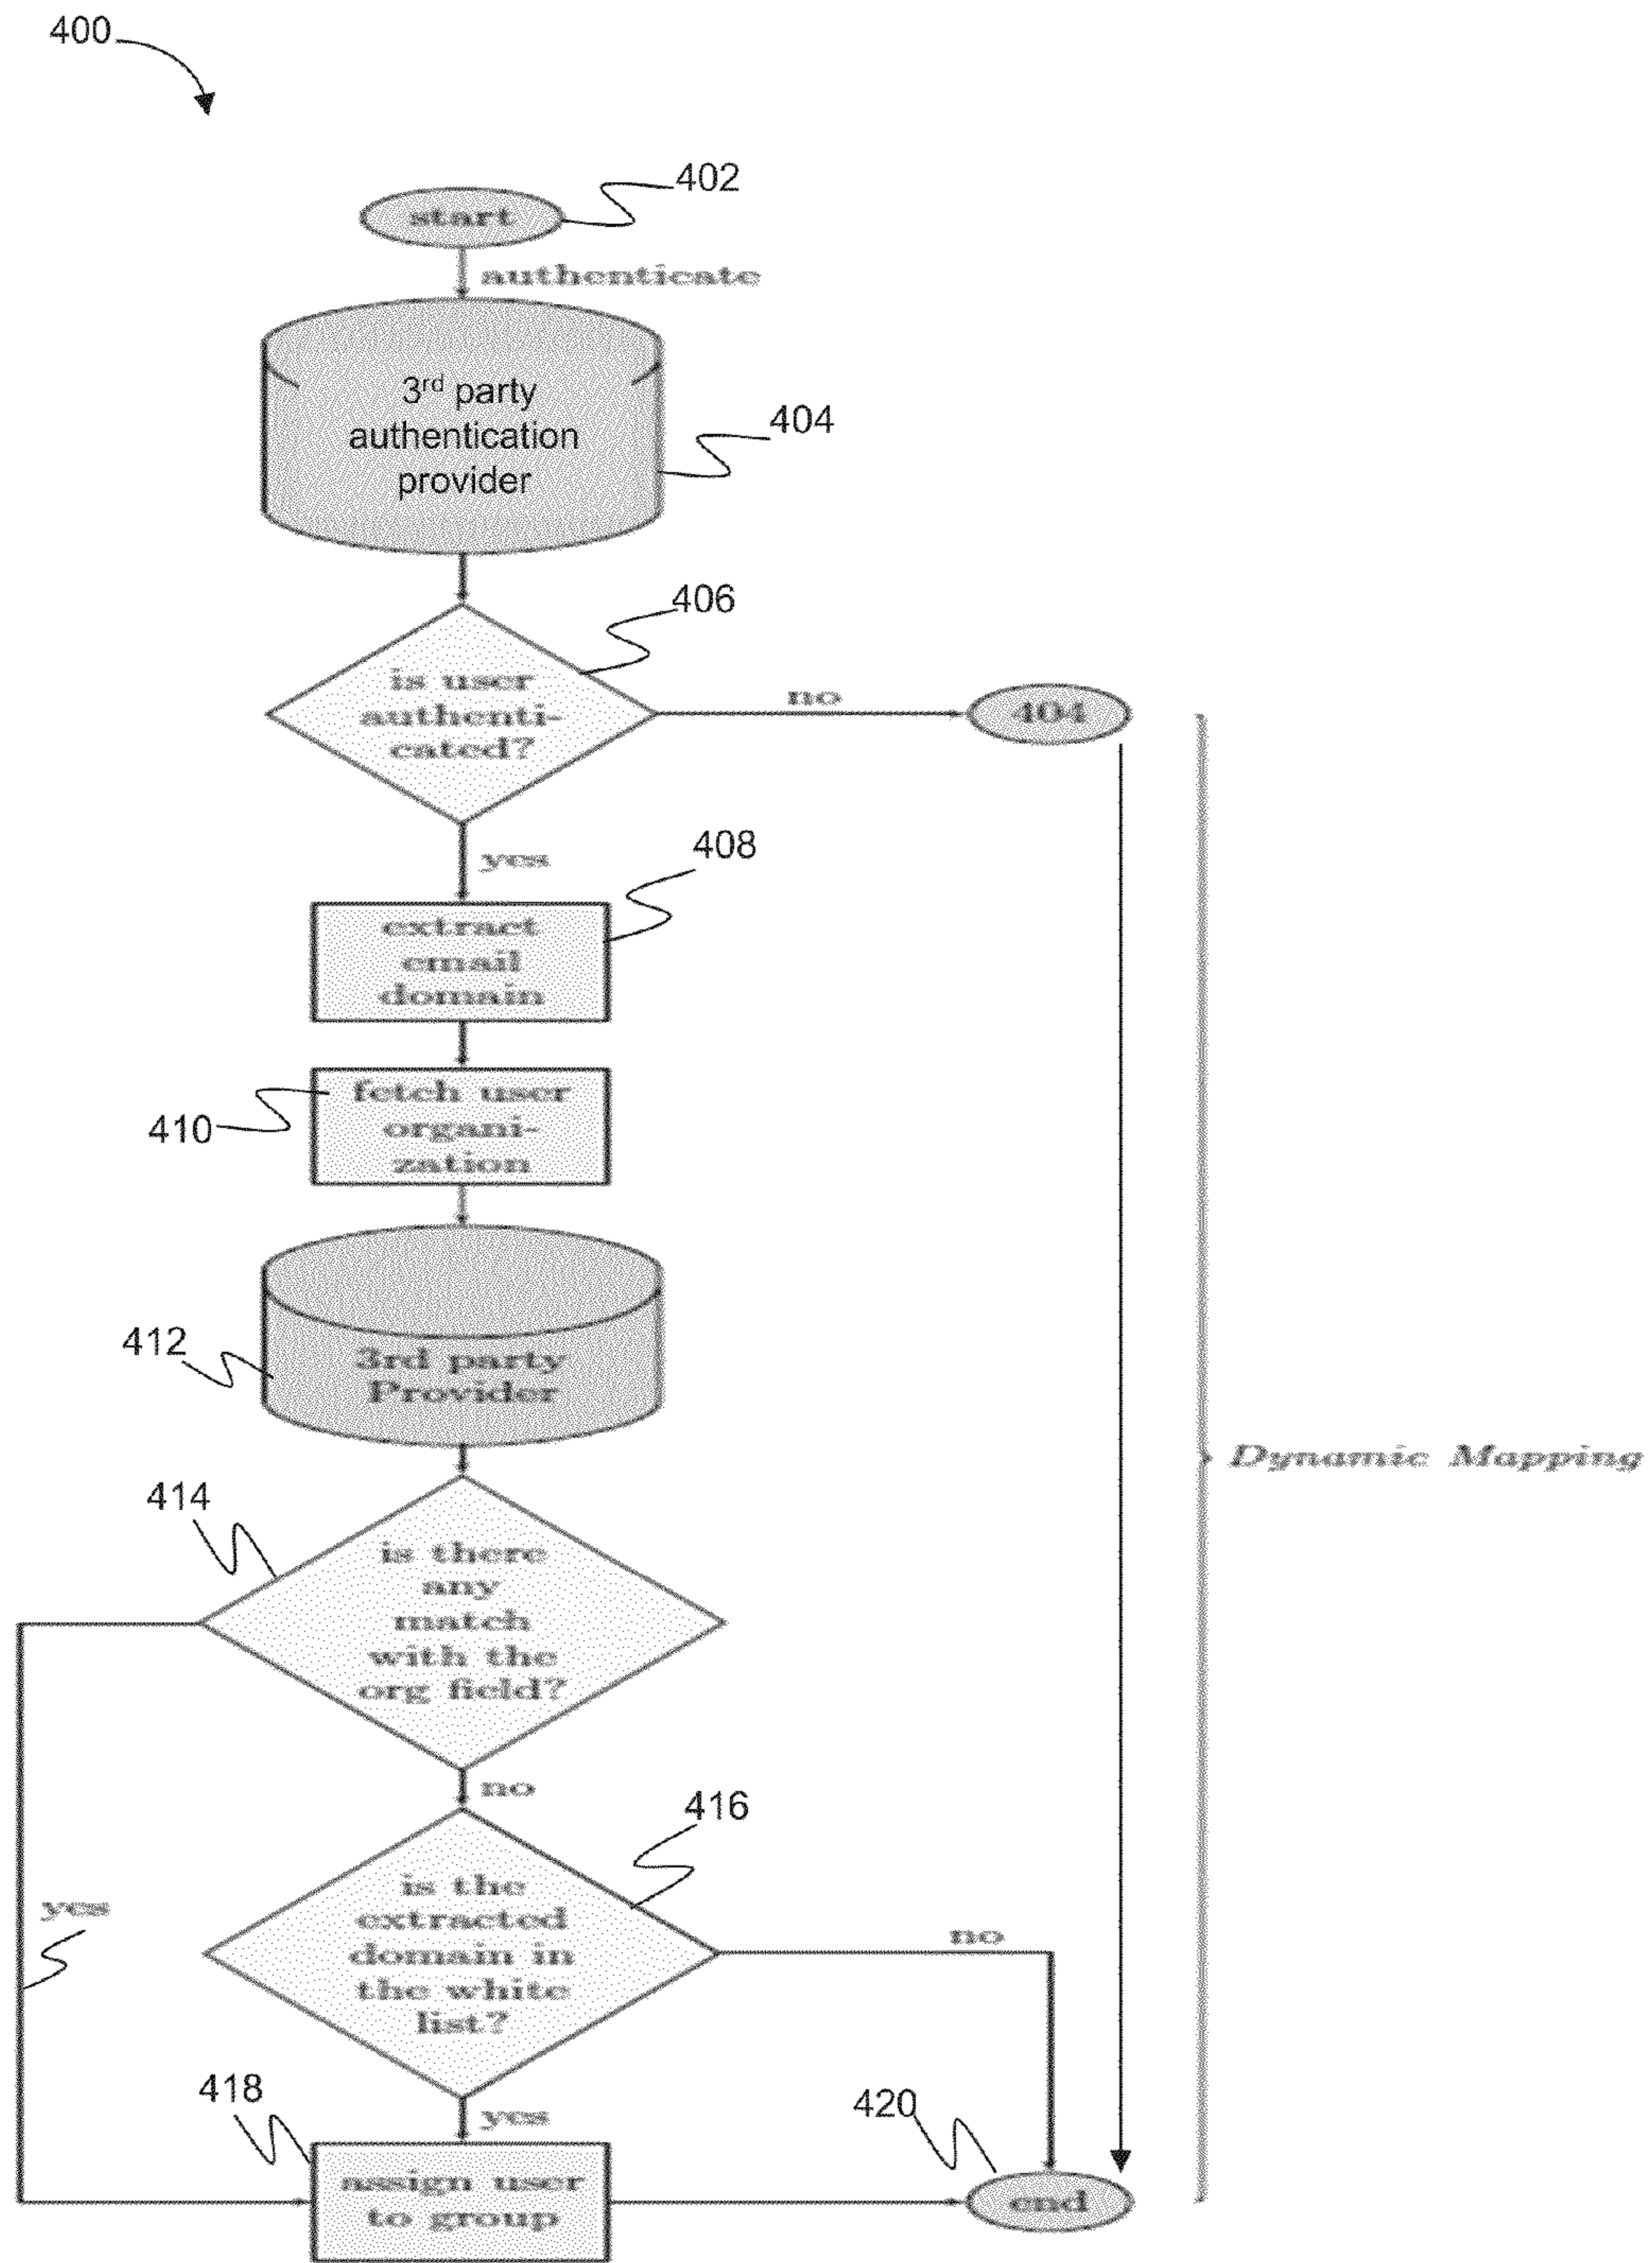 400
402
start
authenticate
3rd party
authentication
provider
404
406
is user
authenti-
cated?
no
404
yes
408
extract
email
domain
410
fetch user
organi-
zation
412
3rd party
Provider
Dynamic Mapping
414
is there
any
match
with the
org field?
no
416
is the
extracted
domain in
the white
list?
yes
no
418
yes
420
assign user
to group
end